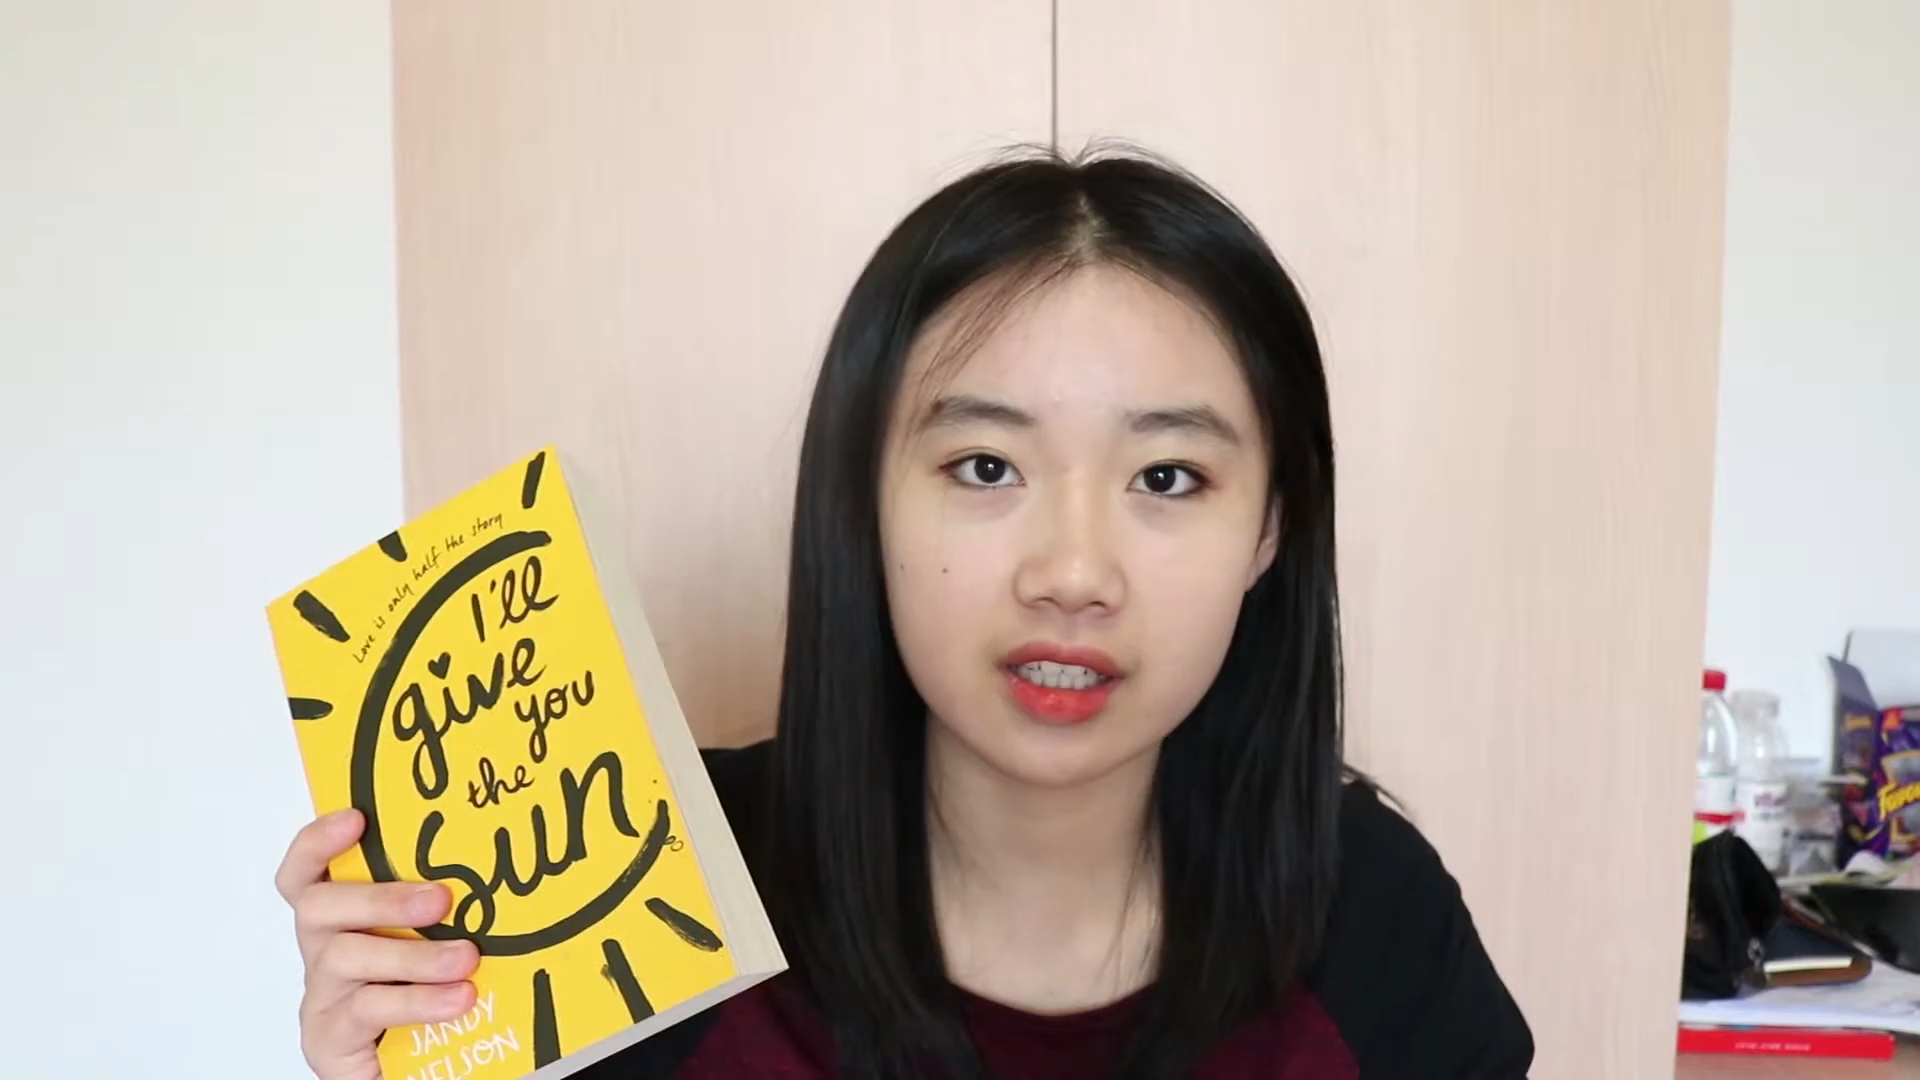 Love is only half the story
I'll
give
you
the
Sun
JANDY
NELSON